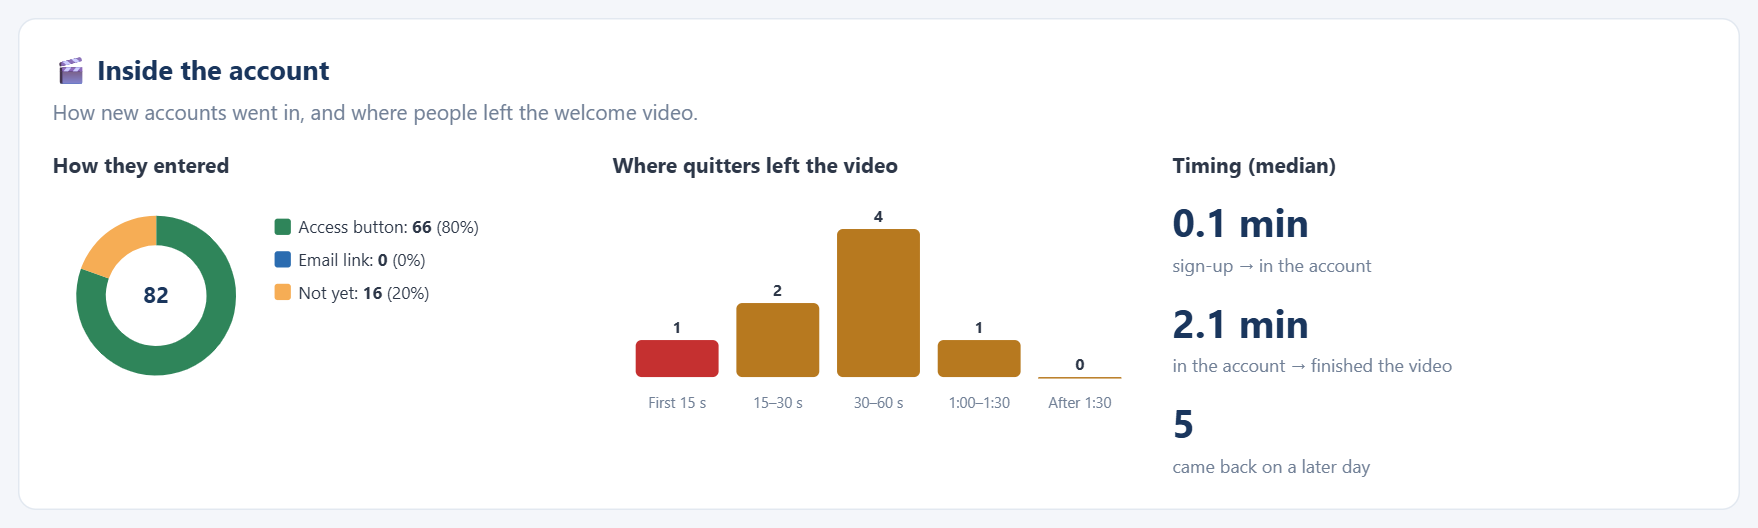 Inside the account
How new accounts went in, and where people left the welcome video.
How they entered
82
Access button: 66 (80%)
Email link: 0 (0%)
Not yet: 16 (20%)
Where quitters left the video
1
2
4
1
0
First 15 s
15–30 s
30–60 s
1:00–1:30
After 1:30
Timing (median)
0.1 min
sign-up → in the account
2.1 min
in the account → finished the video
5
came back on a later day